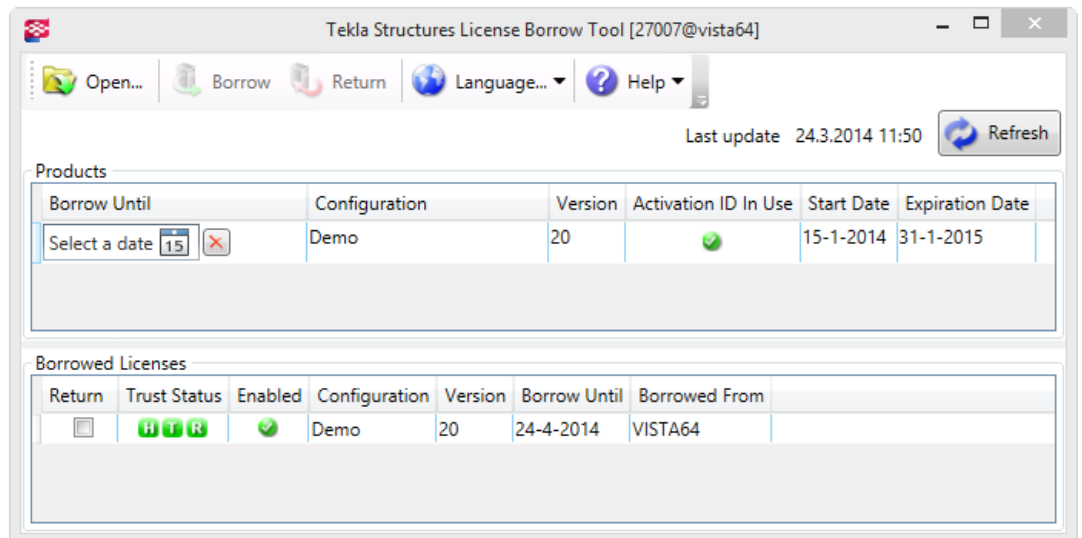 Tekla Structures License Borrow Tool [27007@vista64]
Open... Borrow Return Language... Help
Last update 24.3.2014 11:50 Refresh
Products
Borrow Until Configuration Version Activation ID In Use Start Date Expiration Date
Select a date 15 Demo 20 15-1-2014 31-1-2015
Borrowed Licenses
Return Trust Status Enabled Configuration Version Borrow Until Borrowed From
H T R Demo 20 24-4-2014 VISTA64